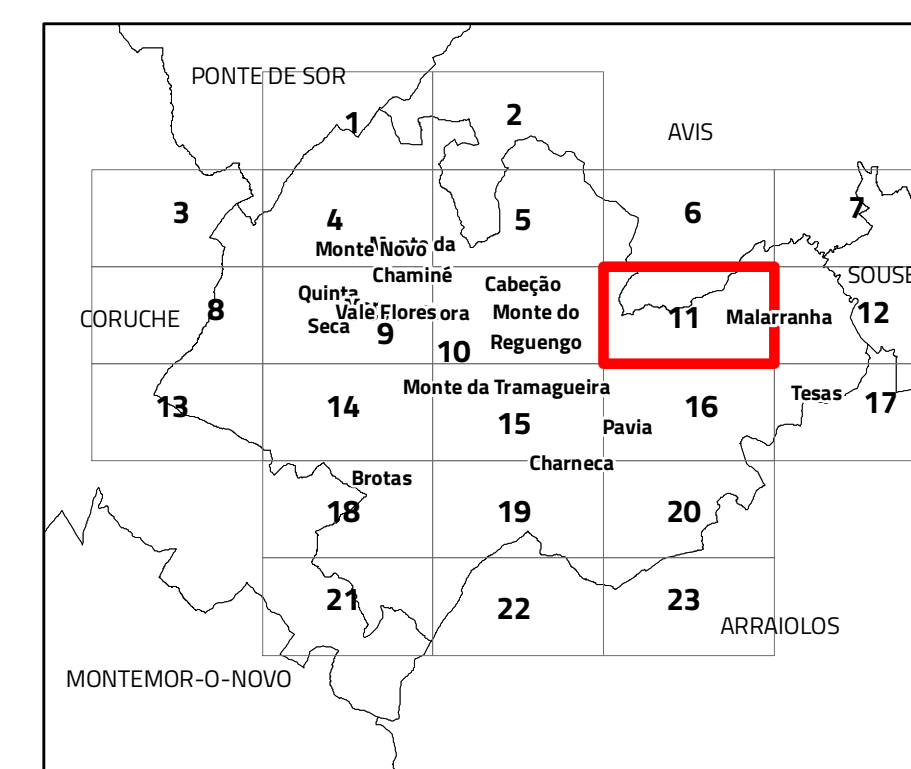 PONTE DE SOR
1
2
AVIS
3
4
5
6
7
Monte Novo
da
Chaminé
Cabeção
SOUSE
Quinta
Seca
Vale Flores
ora
Monte do
Reguengo
CORUCHE
8
9
10
11
Malarranha
12
Monte da Tramagueira
Tesas
13
14
15
Pavia
16
17
Charneca
Brotas
18
19
20
21
22
23
ARRAIOLOS
MONTEMOR-O-NOVO